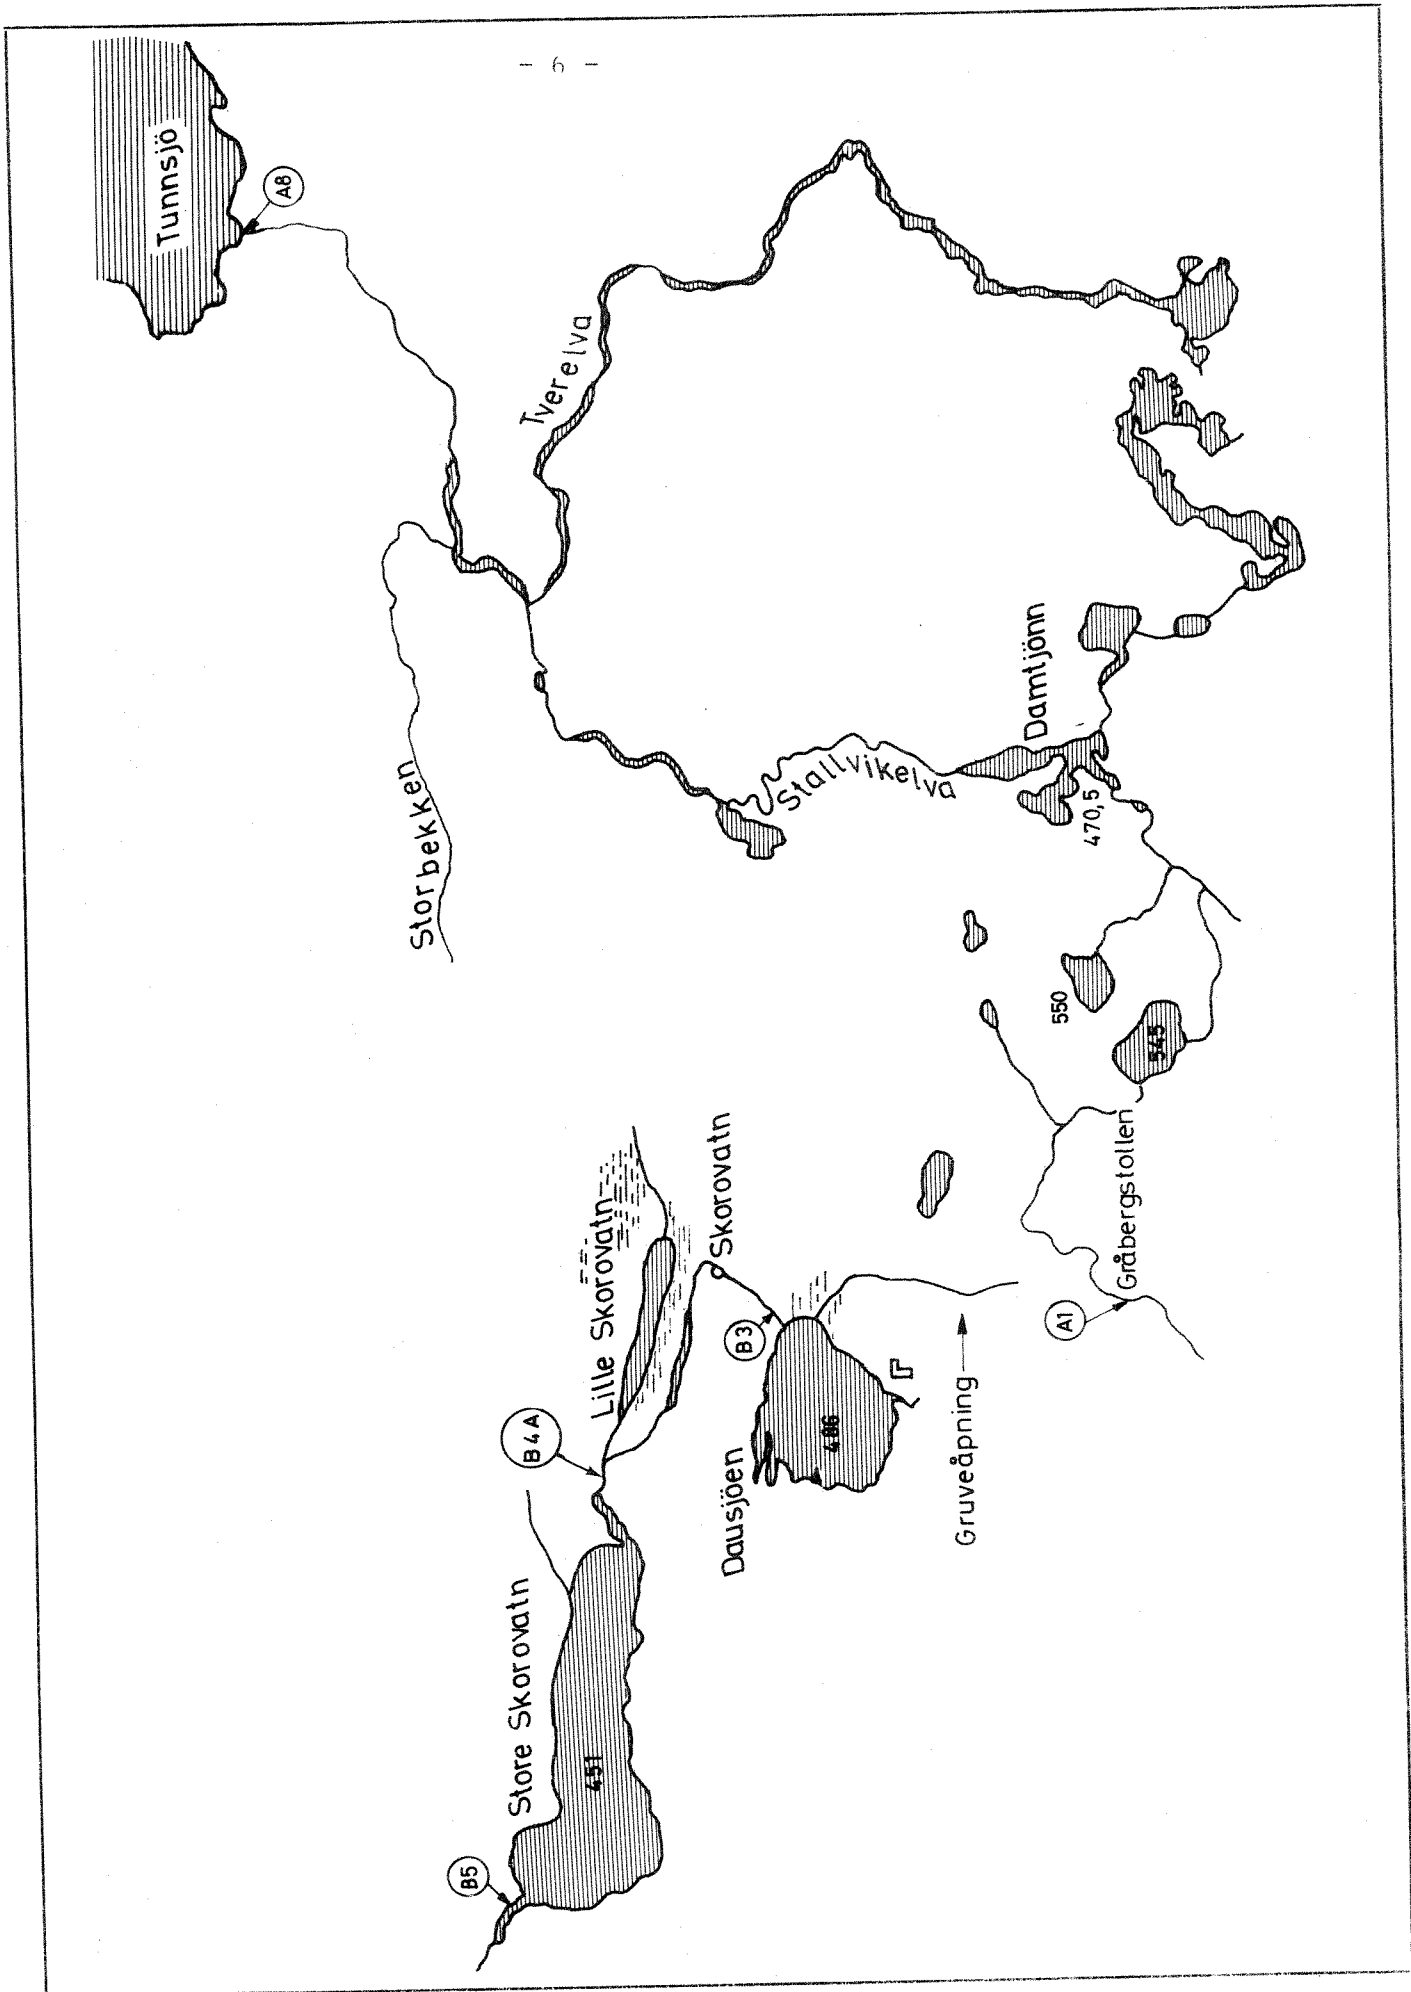 - 6 -
Tunnsjö
A8
Tverelva
Storbekken
Stallvikelva
Damtjönn
470,5
550
545
Gråbergstollen
A1
Lille Skorovatn
Skorovatn
B4A
B3
Dausjöen
486
Gruveåpning
Store Skorovatn
451
B5